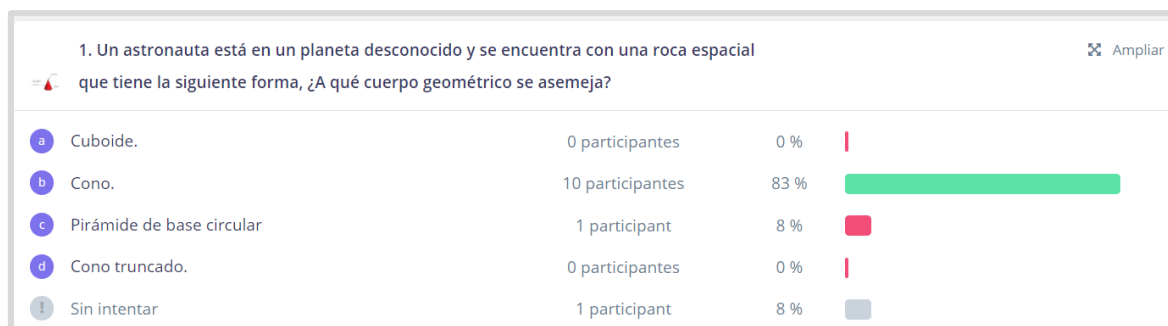 1. Un astronauta está en un planeta desconocido y se encuentra con una roca espacial
que tiene la siguiente forma, ¿A qué cuerpo geométrico se asemeja?
Ampliar
a Cuboide. 0 participantes 0 %
b Cono. 10 participantes 83 %
c Pirámide de base circular 1 participant 8 %
d Cono truncado. 0 participantes 0 %
! Sin intentar 1 participant 8 %